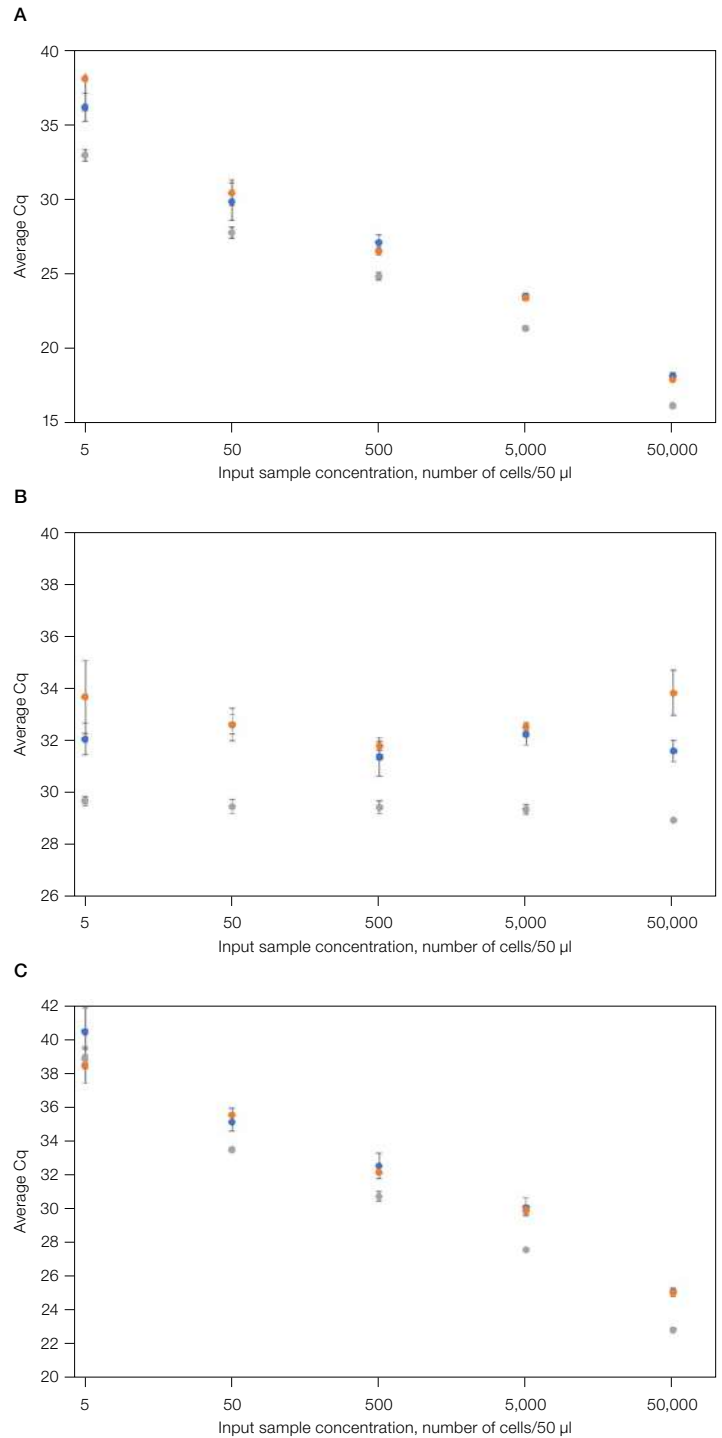 A
40
35
30
25
20
15
Average Cq
5 50 500 5,000 50,000
Input sample concentration, number of cells/50 µl
B
40
38
36
34
32
30
28
26
Average Cq
5 50 500 5,000 50,000
Input sample concentration, number of cells/50 µl
C
42
40
38
36
34
32
30
28
26
24
22
20
Average Cq
5 50 500 5,000 50,000
Input sample concentration, number of cells/50 µl